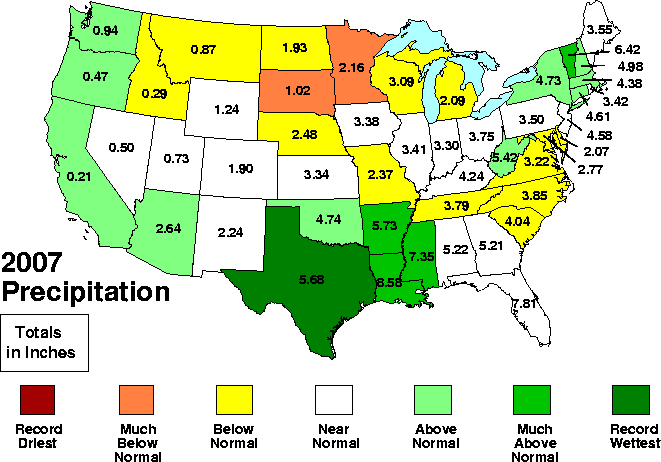 3.55
0.94
6.42
0.87
1.93
4.98
2.16
0.47
4.73
4.38
3.09
0.29
1.02
2.09
3.42
1.24
4.61
3.50
2.48
3.38
3.75
4.58
0.50
3.41
3.30
2.07
0.73
5.42
3.22
1.90
2.77
0.21
3.34
2.37
4.24
3.85
3.79
2.64
4.74
4.04
2.24
5.73
5.22
5.21
7.35
2007
5.68
8.58
Precipitation
7.81
Totals
in Inches
Record
Driest
Much
Below
Normal
Below
Normal
Near
Normal
Above
Normal
Much
Above
Normal
Record
Wettest